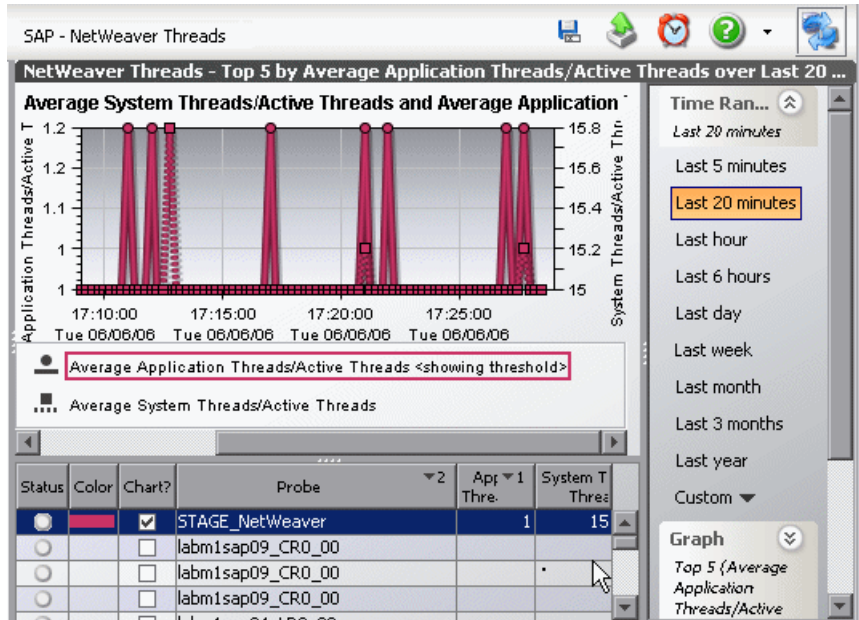 SAP - NetWeaver Threads
NetWeaver Threads - Top 5 by Average Application Threads/Active Threads over Last 20 ...
Average System Threads/Active Threads and Average Application
Application Threads/Active T
1.2
1.2
1.1
1
1
15.8
15.6
15.4
15.2
15
System Threads/Active Thr
17:10:00 17:15:00 17:20:00 17:25:00
Tue 06/06/06 Tue 06/06/06 Tue 06/06/06 Tue 06/06/06
Average Application Threads/Active Threads <showing threshold>
Average System Threads/Active Threads
Status Color Chart? Probe 2 App 1 System T
Thre. Threa
STAGE_NetWeaver 1 15
labm1sap09_CR0_00
labm1sap09_CR0_00
labm1sap09_CR0_00
Time Ran...
Last 20 minutes
Last 5 minutes
Last 20 minutes
Last hour
Last 6 hours
Last day
Last week
Last month
Last 3 months
Last year
Custom
Graph
Top 5 (Average
Application
Threads/Active